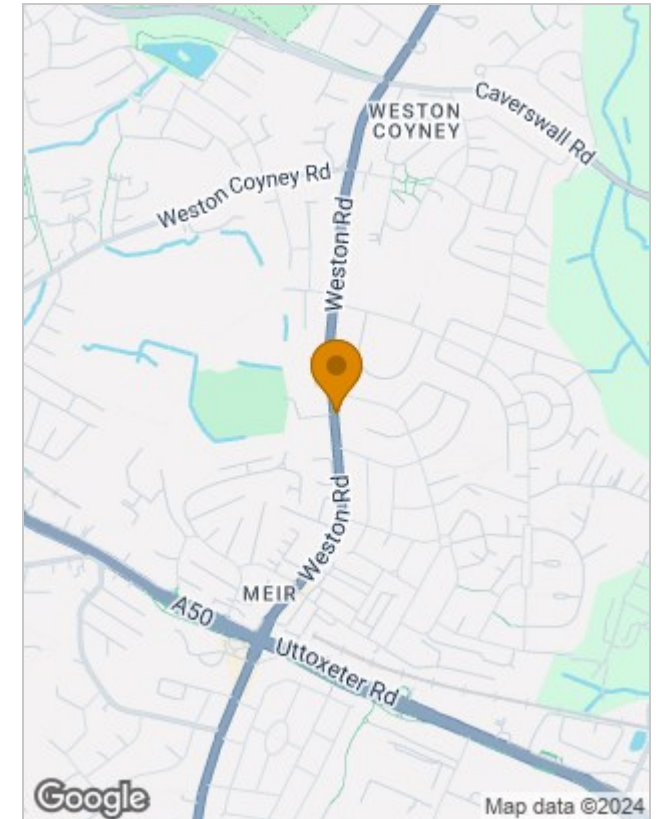 WESTON
COYNEY
Caverswall Rd
Weston Coyney Rd
Weston Rd
Weston Rd
MEIR
A50
Uttoxeter Rd
Google
Map data ©2024